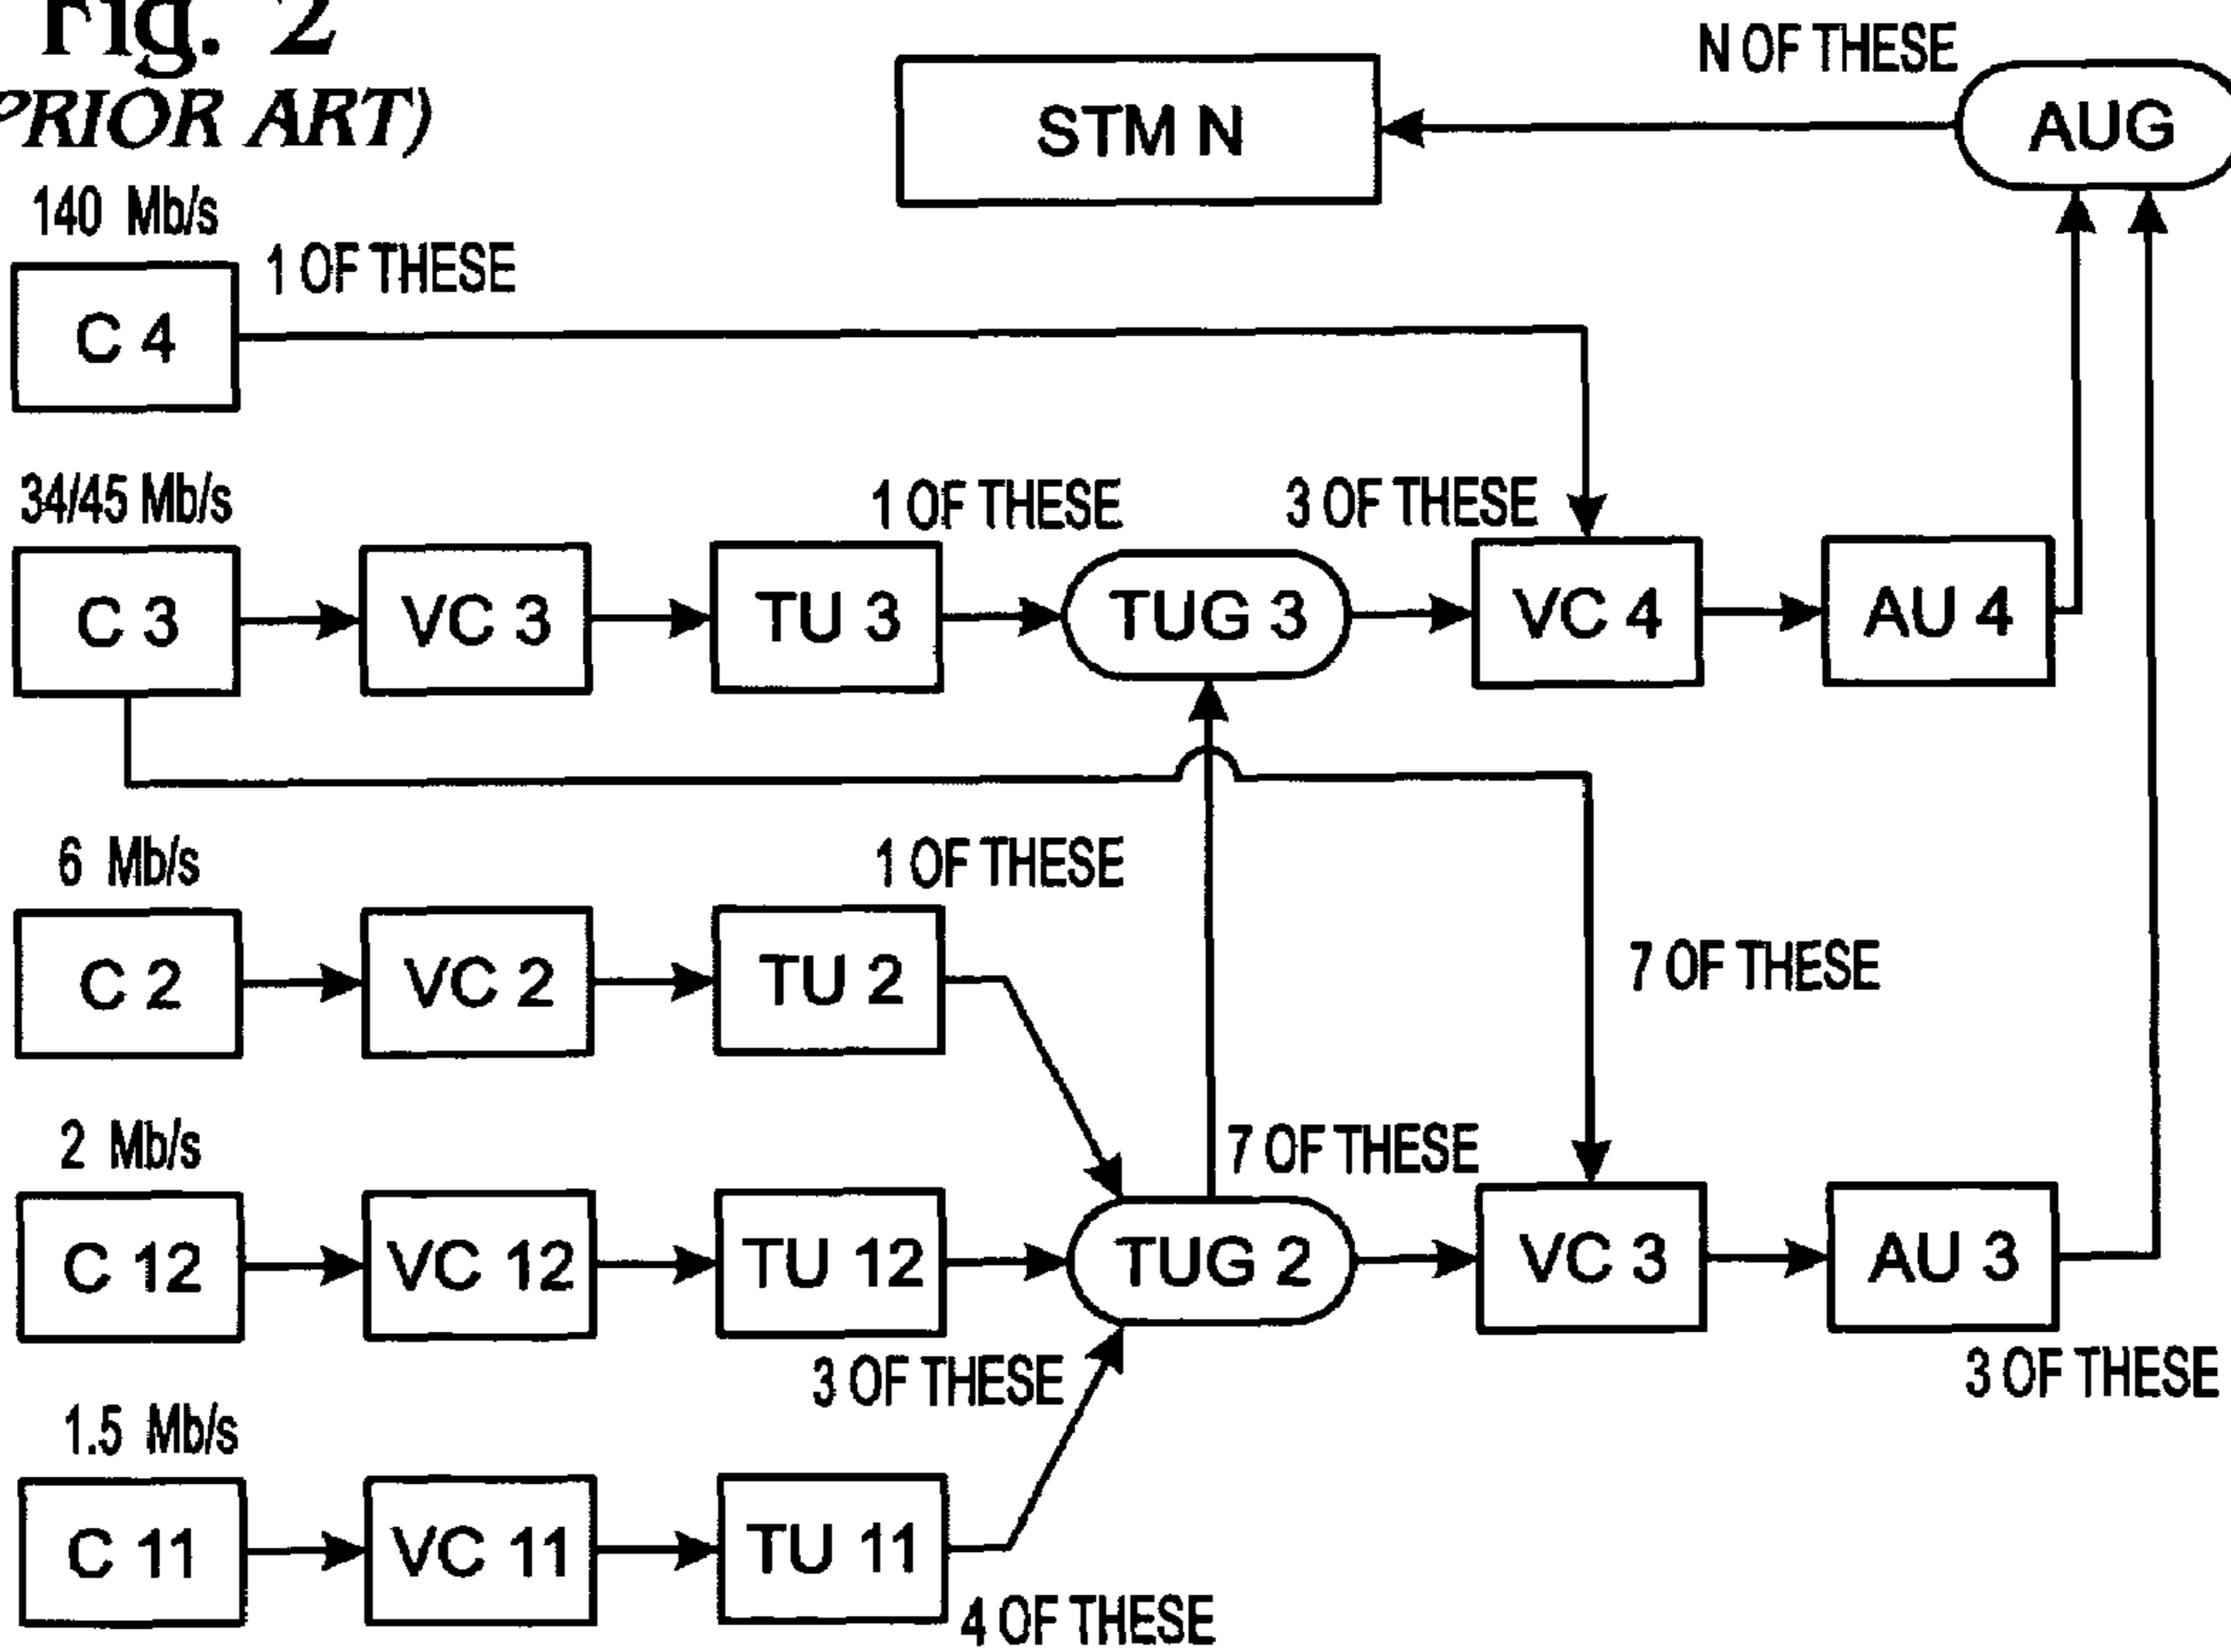 Fig. 2
PRIOR ART)
N OF THESE
STM N
AUG
140 Mb/s
1 OF THESE
C 4
34/45 Mb/s
1 OF THESE
3 OF THESE
C 3
VC 3
TU 3
TUG 3
VC 4
AU 4
6 Mb/s
1 OF THESE
C 2
VC 2
TU 2
7 OF THESE
2 Mb/s
7 OF THESE
C 12
VC 12
TU 12
TUG 2
VC 3
AU 3
3 OF THESE
3 OF THESE
1.5 Mb/s
C 11
VC 11
TU 11
4 OF THESE